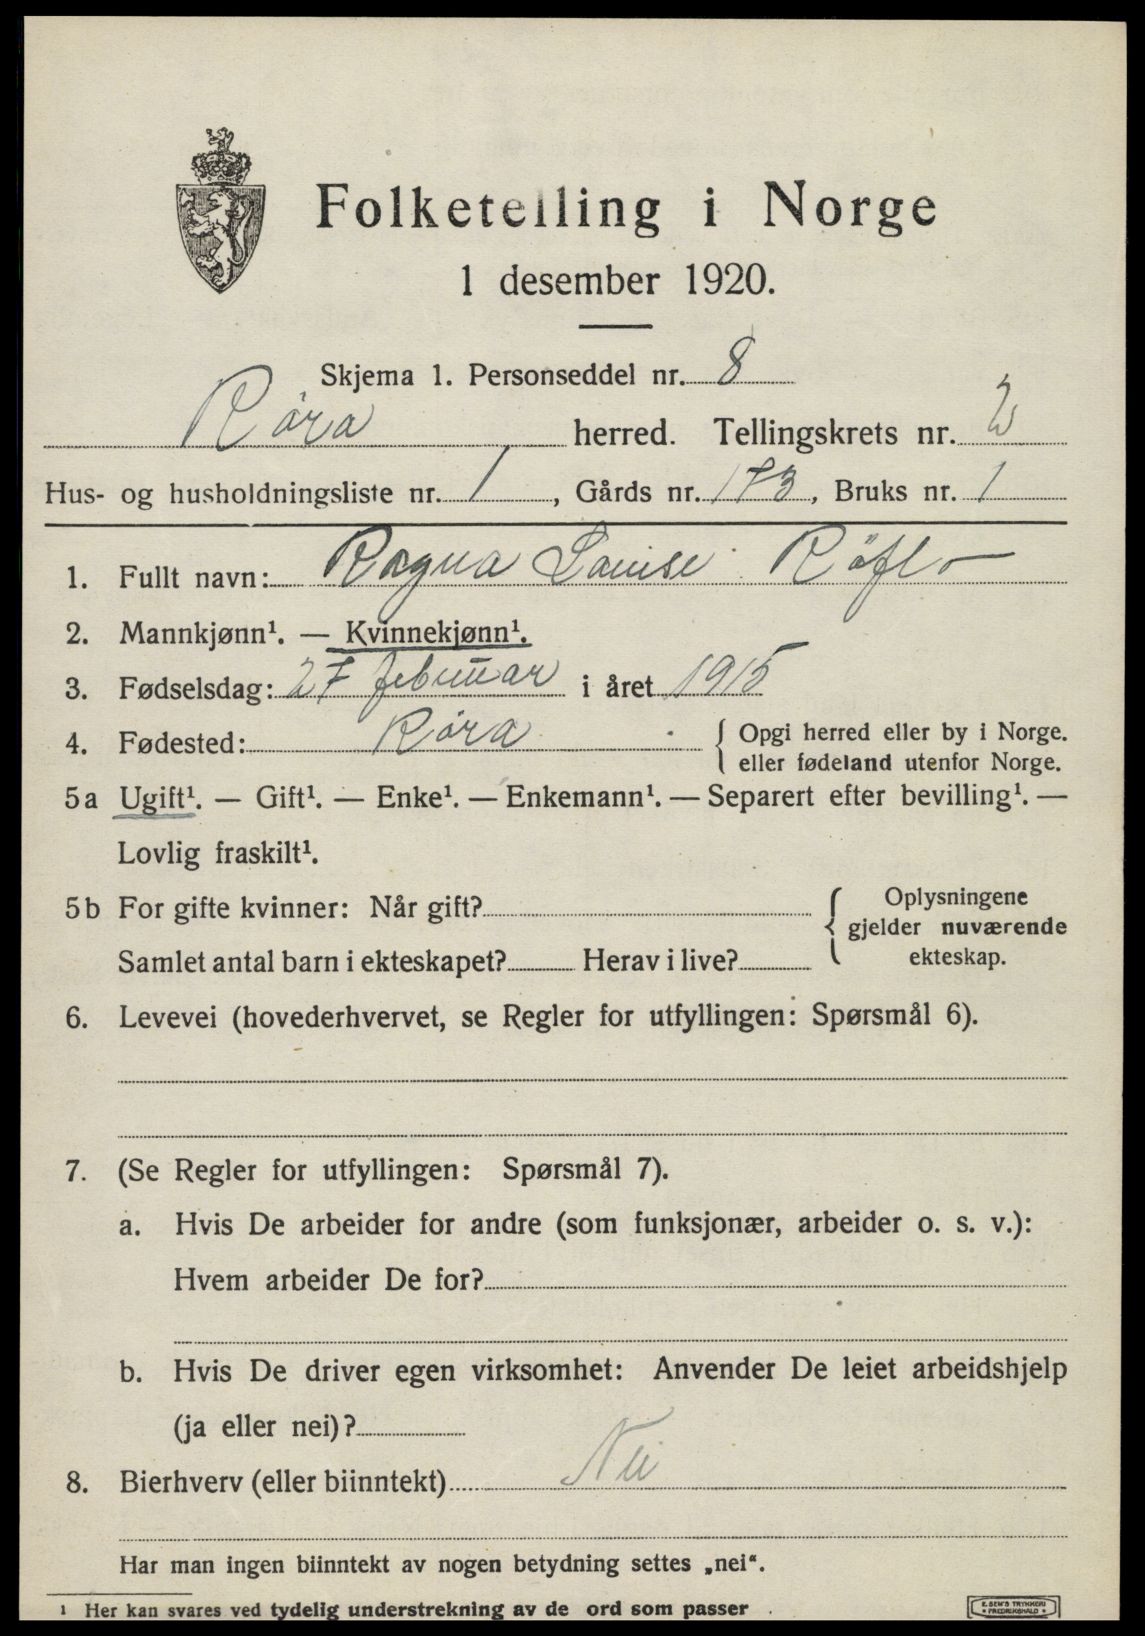 Folketelling i Norge
1 desember 1920.
Skjema 1. Personseddel nr. 8
Røra herred. Tellingskrets nr. 2
Hus- og husholdningsliste nr. 1, Gårds nr. 173, Bruks nr. 1
1. Fullt navn: Ragna Louise Røflo
2. Mannkjønn¹. — Kvinnekjønn¹.
3. Fødselsdag: 27 februar i året 1915
4. Fødested: Røra { Opgi herred eller by i Norge.
eller fødeland utenfor Norge.
5a Ugift¹. — Gift¹. — Enke¹. — Enkemann¹. — Separert efter bevilling¹. —
Lovlig fraskilt¹.
5b For gifte kvinner: Når gift? { Oplysningene
gjelder nuværende
Samlet antal barn i ekteskapet? Herav i live? ekteskap.
6. Levevei (hovederhvervet, se Regler for utfyllingen: Spørsmål 6).
7. (Se Regler for utfyllingen: Spørsmål 7).
a. Hvis De arbeider for andre (som funksjonær, arbeider o. s. v.):
Hvem arbeider De for?
b. Hvis De driver egen virksomhet: Anvender De leiet arbeidshjelp
(ja eller nei)?
8. Bierhverv (eller biinntekt) Nei
Har man ingen biinntekt av nogen betydning settes „nei“.
¹ Her kan svares ved tydelig understrekning av de ord som passer
E. SEM'S TRYKKERI
• FREDRIKSHALD •